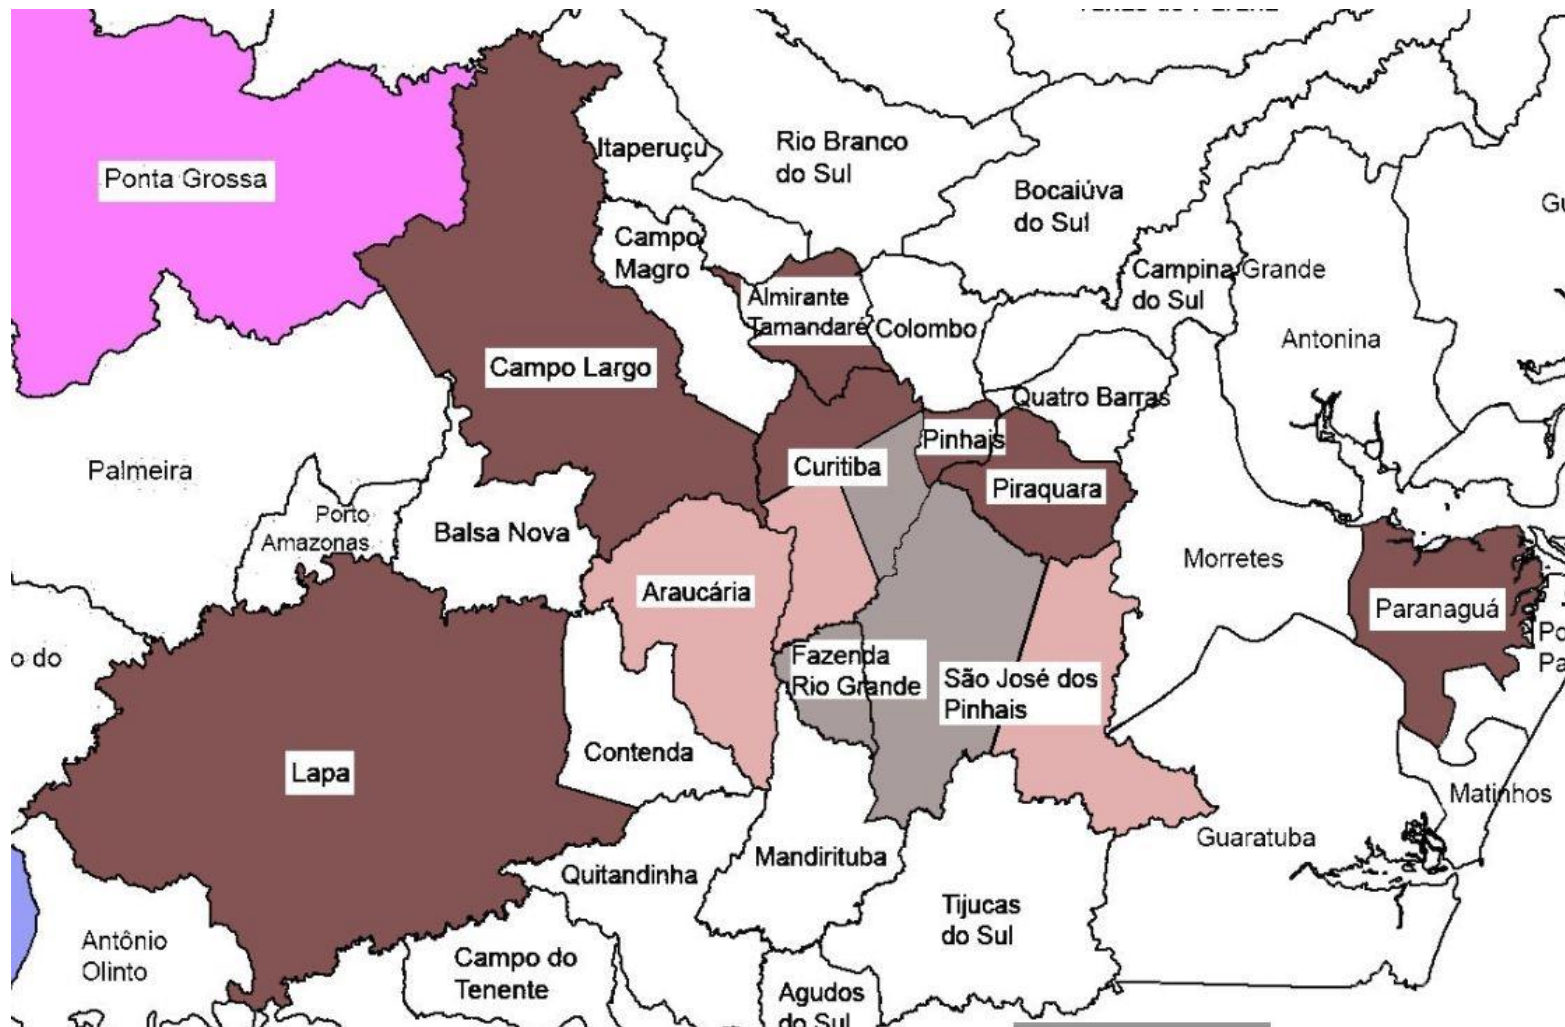 Itaperuçu
Rio Branco
do Sul
Ponta Grossa
Bocaiúva
do Sul
Campo
Magro
Campina Grande
do Sul
Almirante
Tamandaré
Colombo
Antonina
Campo Largo
Quatro Barras
Pinhais
Curitiba
Palmeira
Piraquara
Porto
Amazonas
Balsa Nova
Morretes
Araucária
Paranaguá
o do
Fazenda
Rio Grande
São José dos
Pinhais
Contenda
Lapa
Matinhos
Guaratuba
Mandirituba
Quitandinha
Tijucas
do Sul
Antônio
Olinto
Campo do
Tenente
Agudos
do Sul